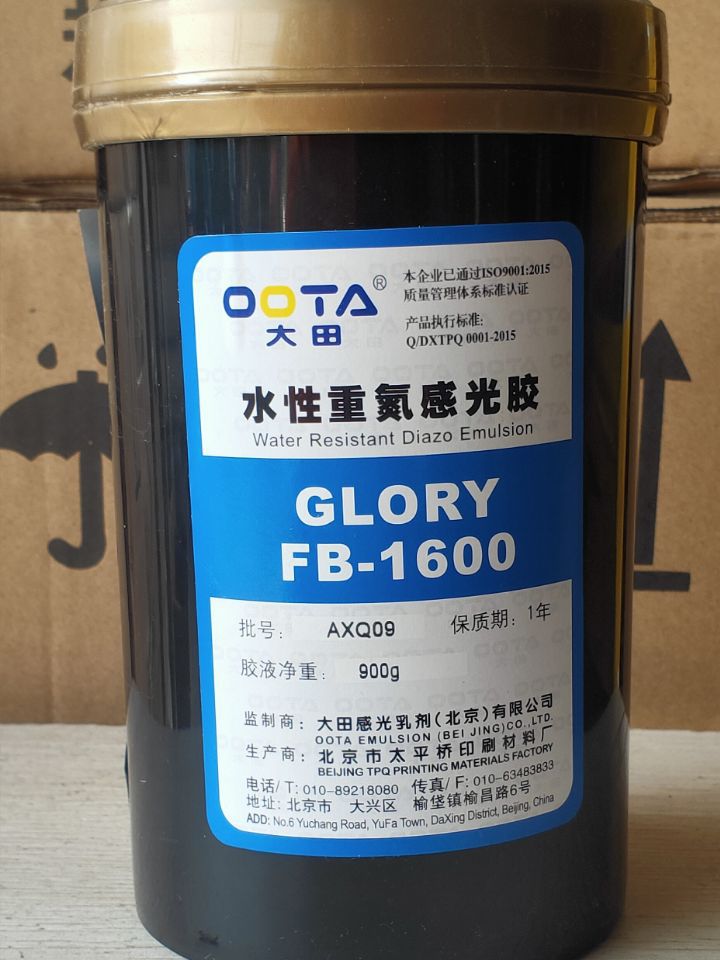 OOTA®
大田
本企业已通过ISO9001:2015
质量管理体系标准认证
产品执行标准:
Q/DXTPQ 0001-2015
水性重氮感光胶
Water Resistant Diazo Emulsion
GLORY
FB-1600
批号: AXQ09 保质期: 1年
胶液净重: 900g
监制商: 大田感光乳剂(北京)有限公司
OOTA EMULSION (BEI JING)CO.,LTD.
生产商: 北京市太平桥印刷材料厂
BEIJING TPQ PRINTING MATERIALS FACTORY
电话/T: 010-89218080 传真/ F: 010-63483833
地址: 北京市 大兴区 榆垡镇榆昌路6号
ADD: No.6 Yuchang Road, YuFa Town, DaXing District, Beijing, China